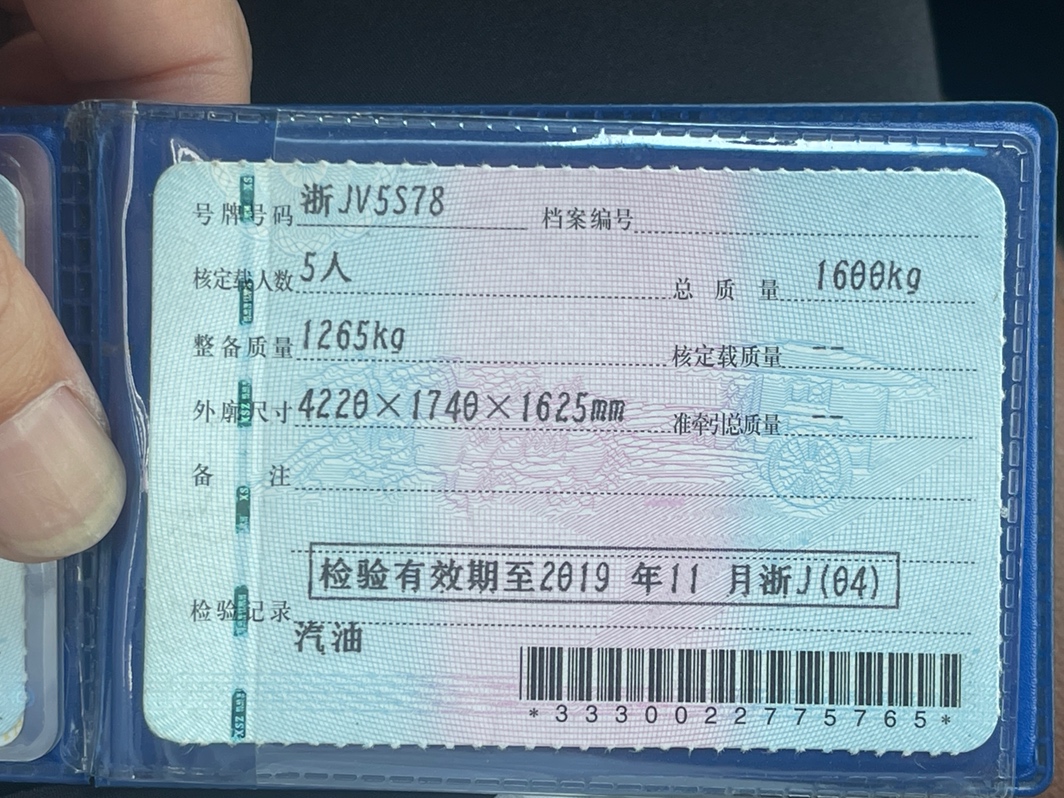 号牌号码 浙JV5S78 档案编号
核定载人数 5人 总质量 1600kg
整备质量 1265kg 核定载质量 --
外廓尺寸 4220×1740×1625mm 准牵引总质量 --
备注
检验有效期至2019 年11 月浙J(04)
检验记录
汽油
*3330022775765*